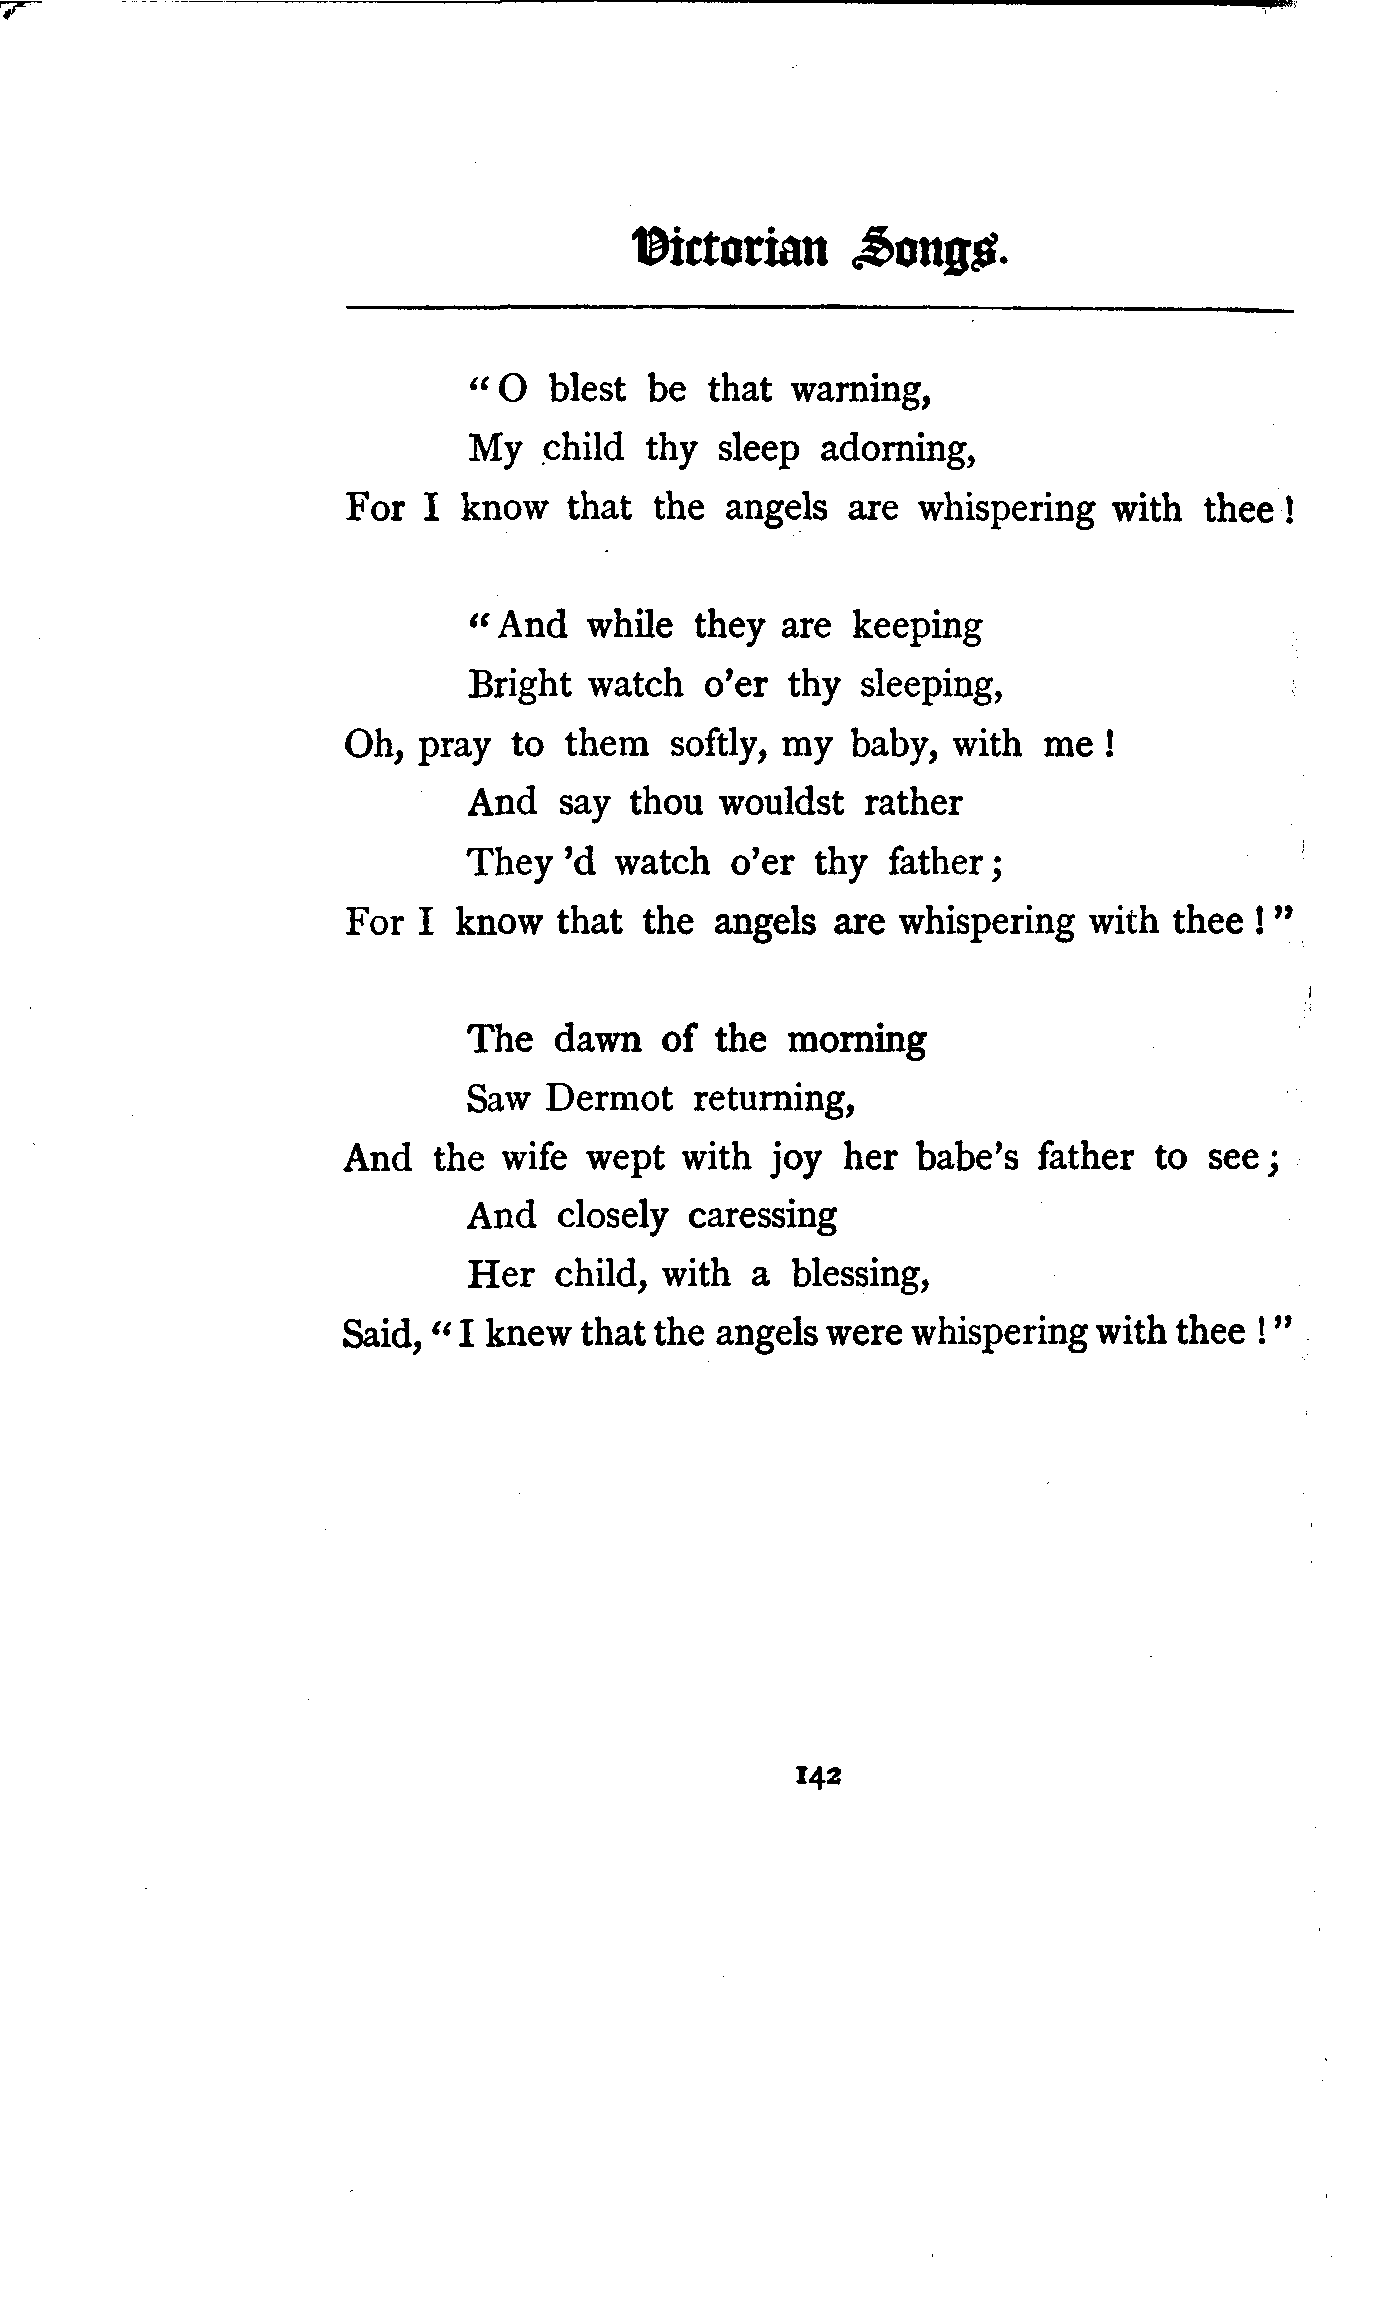 Victorian Songs.
“O blest be that warning,
My child thy sleep adorning,
For I know that the angels are whispering with thee!
“And while they are keeping
Bright watch o’er thy sleeping,
Oh, pray to them softly, my baby, with me!
And say thou wouldst rather
They ’d watch o’er thy father;
For I know that the angels are whispering with thee!”
The dawn of the morning
Saw Dermot returning,
And the wife wept with joy her babe’s father to see;
And closely caressing
Her child, with a blessing,
Said, “I knew that the angels were whispering with thee!”
142